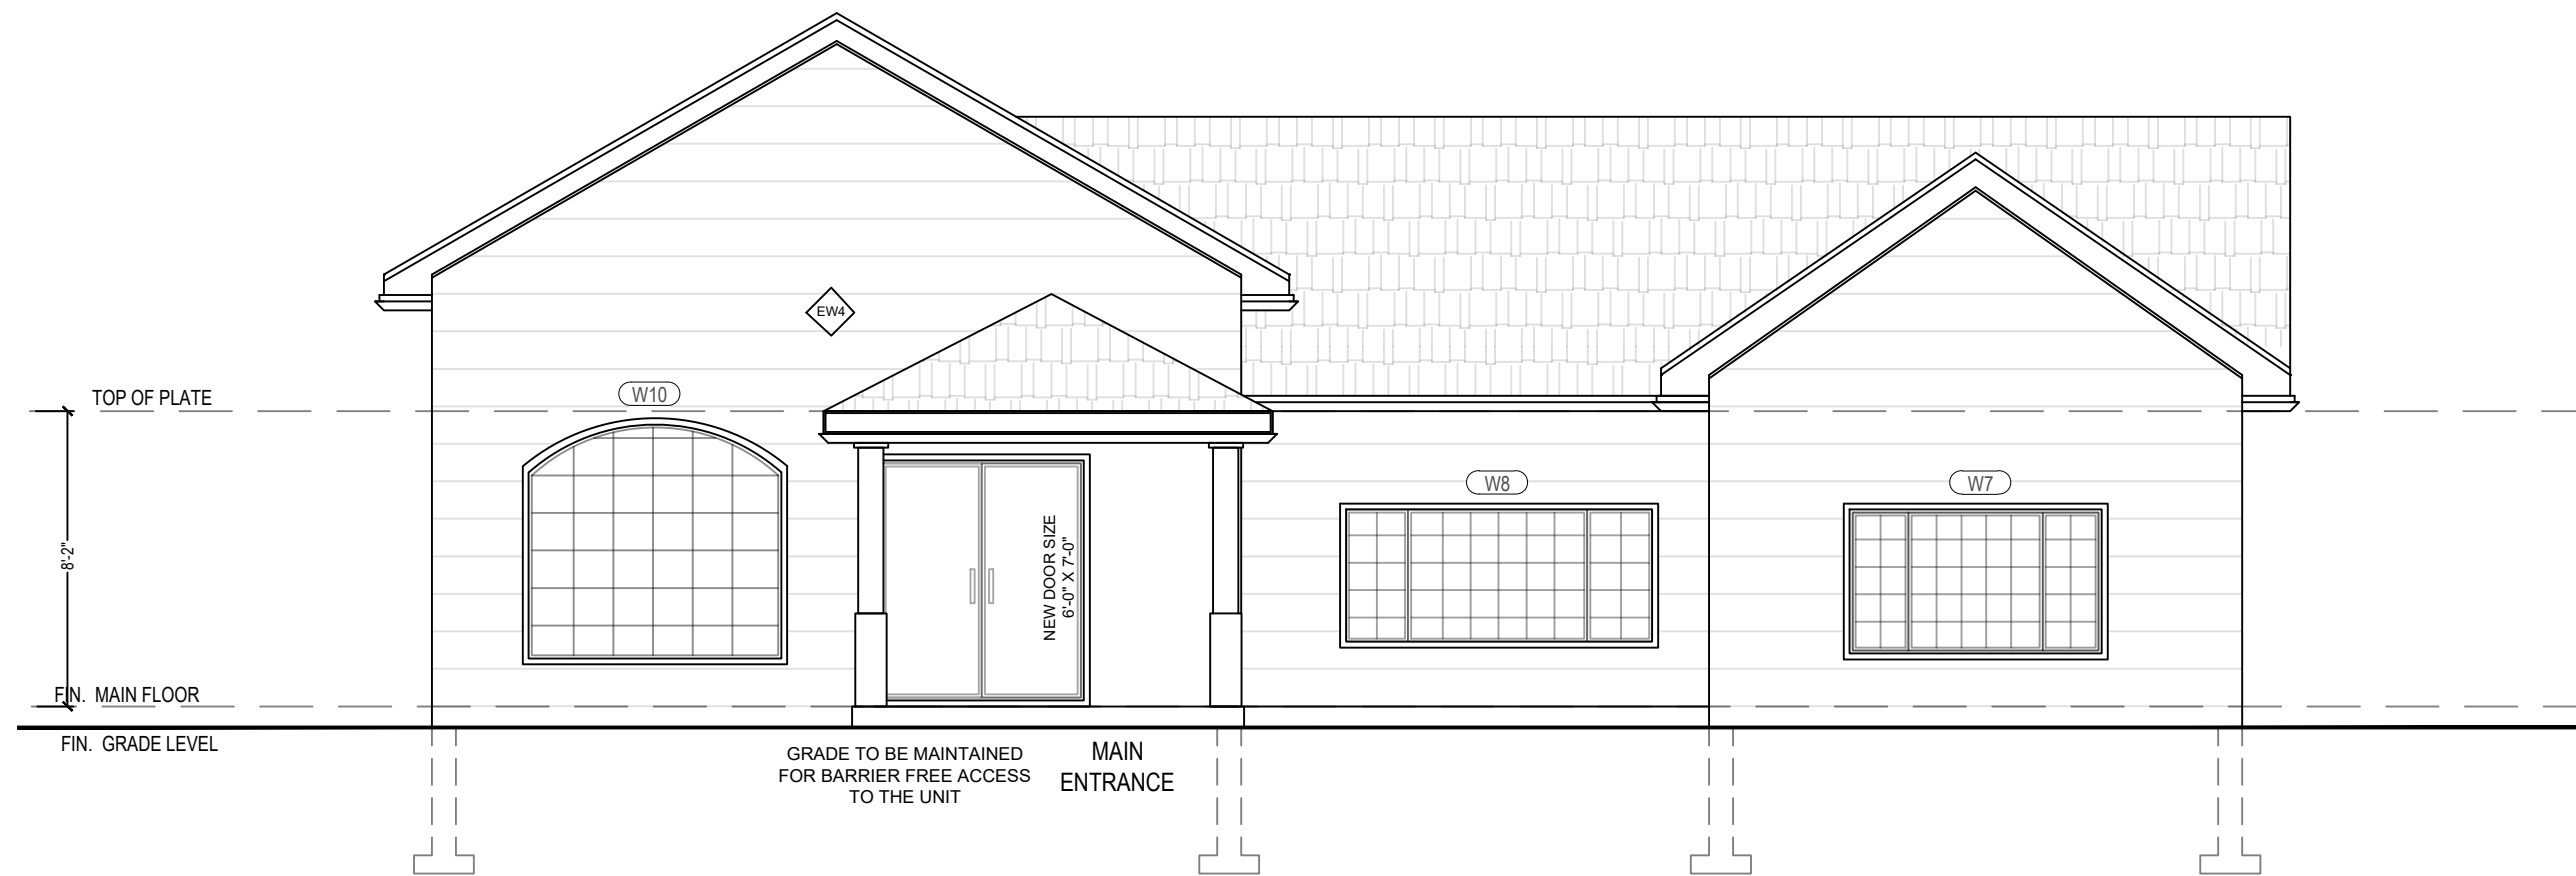 EW4
TOP OF PLATE
W10
W8
W7
8'-2"
NEW DOOR SIZE
6'-0" X 7'-0"
FIN. MAIN FLOOR
FIN. GRADE LEVEL
GRADE TO BE MAINTAINED
FOR BARRIER FREE ACCESS
TO THE UNIT
MAIN
ENTRANCE